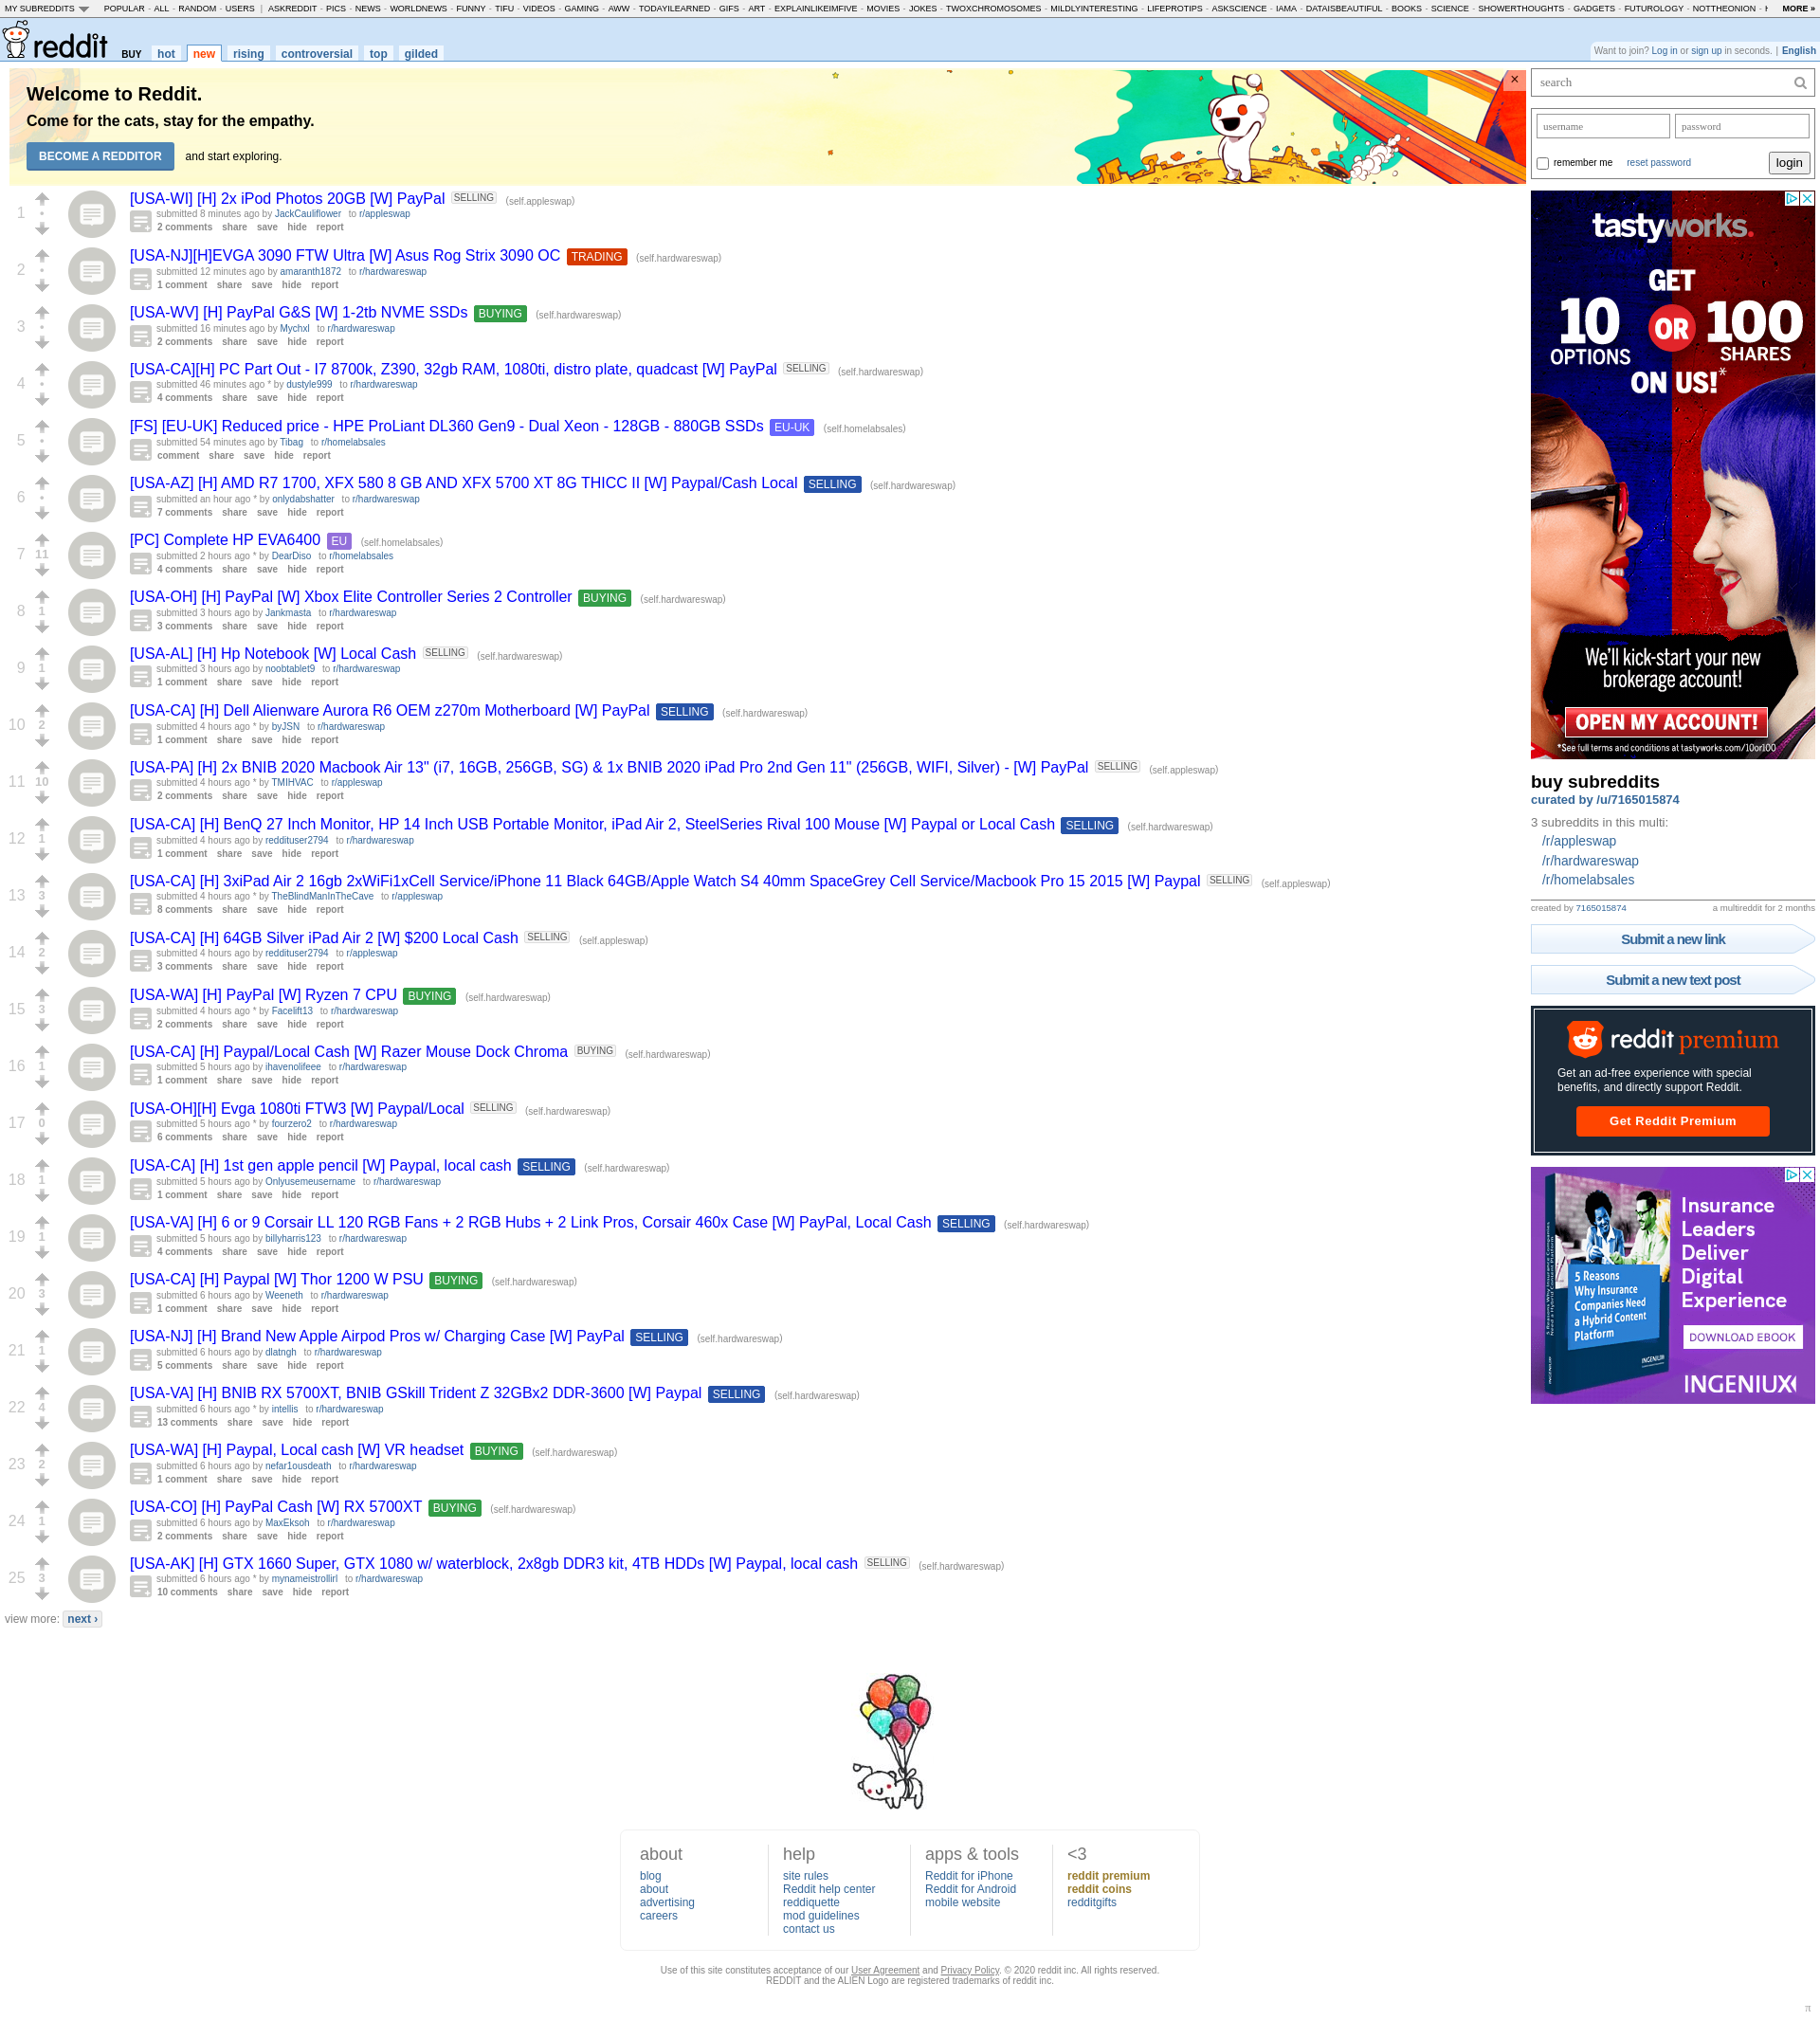 MY SUBREDDITS POPULAR - ALL - RANDOM - USERS | ASKREDDIT - PICS - NEWS - WORLDNEWS - FUNNY - TIFU - VIDEOS - GAMING - AWW - TODAYILEARNED - GIFS - ART - EXPLAINLIKEIMFIVE - MOVIES - JOKES - TWOXCHROMOSOMES - MILDLYINTERESTING - LIFEPROTIPS - ASKSCIENCE - IAMA - DATAISBEAUTIFUL - BOOKS - SCIENCE - SHOWERTHOUGHTS - GADGETS - FUTUROLOGY - NOTTHEONION - MORE »
reddit BUY hot new rising controversial top gilded
Want to join? Log in or sign up in seconds. | English
Welcome to Reddit.
Come for the cats, stay for the empathy.
BECOME A REDDITOR and start exploring.
×
1
[USA-WI] [H] 2x iPod Photos 20GB [W] PayPal SELLING (self.appleswap)
submitted 8 minutes ago by JackCauliflower to r/appleswap
2 comments share save hide report
2
[USA-NJ][H]EVGA 3090 FTW Ultra [W] Asus Rog Strix 3090 OC TRADING (self.hardwareswap)
submitted 12 minutes ago by amaranth1872 to r/hardwareswap
1 comment share save hide report
3
[USA-WV] [H] PayPal G&S [W] 1-2tb NVME SSDs BUYING (self.hardwareswap)
submitted 16 minutes ago by Mychxl to r/hardwareswap
2 comments share save hide report
4
[USA-CA][H] PC Part Out - I7 8700k, Z390, 32gb RAM, 1080ti, distro plate, quadcast [W] PayPal SELLING (self.hardwareswap)
submitted 46 minutes ago * by dustyle999 to r/hardwareswap
4 comments share save hide report
5
[FS] [EU-UK] Reduced price - HPE ProLiant DL360 Gen9 - Dual Xeon - 128GB - 880GB SSDs EU-UK (self.homelabsales)
submitted 54 minutes ago by Tibag to r/homelabsales
comment share save hide report
6
[USA-AZ] [H] AMD R7 1700, XFX 580 8 GB AND XFX 5700 XT 8G THICC II [W] Paypal/Cash Local SELLING (self.hardwareswap)
submitted an hour ago * by onlydabshatter to r/hardwareswap
7 comments share save hide report
7 11
[PC] Complete HP EVA6400 EU (self.homelabsales)
submitted 2 hours ago * by DearDiso to r/homelabsales
4 comments share save hide report
8 1
[USA-OH] [H] PayPal [W] Xbox Elite Controller Series 2 Controller BUYING (self.hardwareswap)
submitted 3 hours ago by Jankmasta to r/hardwareswap
3 comments share save hide report
9 1
[USA-AL] [H] Hp Notebook [W] Local Cash SELLING (self.hardwareswap)
submitted 3 hours ago by noobtablet9 to r/hardwareswap
1 comment share save hide report
10 2
[USA-CA] [H] Dell Alienware Aurora R6 OEM z270m Motherboard [W] PayPal SELLING (self.hardwareswap)
submitted 4 hours ago * by byJSN to r/hardwareswap
1 comment share save hide report
11 10
[USA-PA] [H] 2x BNIB 2020 Macbook Air 13" (i7, 16GB, 256GB, SG) & 1x BNIB 2020 iPad Pro 2nd Gen 11" (256GB, WIFI, Silver) - [W] PayPal SELLING (self.appleswap)
submitted 4 hours ago * by TMIHVAC to r/appleswap
2 comments share save hide report
12 1
[USA-CA] [H] BenQ 27 Inch Monitor, HP 14 Inch USB Portable Monitor, iPad Air 2, SteelSeries Rival 100 Mouse [W] Paypal or Local Cash SELLING (self.hardwareswap)
submitted 4 hours ago by reddituser2794 to r/hardwareswap
1 comment share save hide report
13 3
[USA-CA] [H] 3xiPad Air 2 16gb 2xWiFi1xCell Service/iPhone 11 Black 64GB/Apple Watch S4 40mm SpaceGrey Cell Service/Macbook Pro 15 2015 [W] Paypal SELLING (self.appleswap)
submitted 4 hours ago * by TheBlindManInTheCave to r/appleswap
8 comments share save hide report
14 2
[USA-CA] [H] 64GB Silver iPad Air 2 [W] $200 Local Cash SELLING (self.appleswap)
submitted 4 hours ago by reddituser2794 to r/appleswap
3 comments share save hide report
15 3
[USA-WA] [H] PayPal [W] Ryzen 7 CPU BUYING (self.hardwareswap)
submitted 4 hours ago * by Facelift13 to r/hardwareswap
2 comments share save hide report
16 1
[USA-CA] [H] Paypal/Local Cash [W] Razer Mouse Dock Chroma BUYING (self.hardwareswap)
submitted 5 hours ago by ihavenolifeee to r/hardwareswap
1 comment share save hide report
17 0
[USA-OH][H] Evga 1080ti FTW3 [W] Paypal/Local SELLING (self.hardwareswap)
submitted 5 hours ago * by fourzero2 to r/hardwareswap
6 comments share save hide report
18 1
[USA-CA] [H] 1st gen apple pencil [W] Paypal, local cash SELLING (self.hardwareswap)
submitted 5 hours ago by Onlyusemeusername to r/hardwareswap
1 comment share save hide report
19 1
[USA-VA] [H] 6 or 9 Corsair LL 120 RGB Fans + 2 RGB Hubs + 2 Link Pros, Corsair 460x Case [W] PayPal, Local Cash SELLING (self.hardwareswap)
submitted 5 hours ago by billyharris123 to r/hardwareswap
4 comments share save hide report
20 3
[USA-CA] [H] Paypal [W] Thor 1200 W PSU BUYING (self.hardwareswap)
submitted 6 hours ago by Weeneth to r/hardwareswap
1 comment share save hide report
21 1
[USA-NJ] [H] Brand New Apple Airpod Pros w/ Charging Case [W] PayPal SELLING (self.hardwareswap)
submitted 6 hours ago by dlatngh to r/hardwareswap
5 comments share save hide report
22 4
[USA-VA] [H] BNIB RX 5700XT, BNIB GSkill Trident Z 32GBx2 DDR-3600 [W] Paypal SELLING (self.hardwareswap)
submitted 6 hours ago * by intellis to r/hardwareswap
13 comments share save hide report
23 2
[USA-WA] [H] Paypal, Local cash [W] VR headset BUYING (self.hardwareswap)
submitted 6 hours ago by nefar1ousdeath to r/hardwareswap
1 comment share save hide report
24 1
[USA-CO] [H] PayPal Cash [W] RX 5700XT BUYING (self.hardwareswap)
submitted 6 hours ago by MaxEksoh to r/hardwareswap
2 comments share save hide report
25 3
[USA-AK] [H] GTX 1660 Super, GTX 1080 w/ waterblock, 2x8gb DDR3 kit, 4TB HDDs [W] Paypal, local cash SELLING (self.hardwareswap)
submitted 6 hours ago * by mynameistrollirl to r/hardwareswap
10 comments share save hide report
view more: next ›
search
username password
remember me reset password login
tastyworks.
GET
10 OR 100
OPTIONS SHARES
ON US!*
We'll kick-start your new
brokerage account!
OPEN MY ACCOUNT!
*See full terms and conditions at tastyworks.com/10or100
buy subreddits
curated by /u/7165015874
3 subreddits in this multi:
/r/appleswap
/r/hardwareswap
/r/homelabsales
created by 7165015874 a multireddit for 2 months
Submit a new link
Submit a new text post
reddit premium
Get an ad-free experience with special
benefits, and directly support Reddit.
Get Reddit Premium
Insurance
Leaders
Deliver
Digital
Experience
5 Reasons
Why Insurance
Companies Need
a Hybrid Content
Platform
INGENIUX
DOWNLOAD EBOOK
INGENIUX
about
blog
about
advertising
careers
help
site rules
Reddit help center
reddiquette
mod guidelines
contact us
apps & tools
Reddit for iPhone
Reddit for Android
mobile website
<3
reddit premium
reddit coins
redditgifts
Use of this site constitutes acceptance of our User Agreement and Privacy Policy. © 2020 reddit inc. All rights reserved.
REDDIT and the ALIEN Logo are registered trademarks of reddit inc.
π